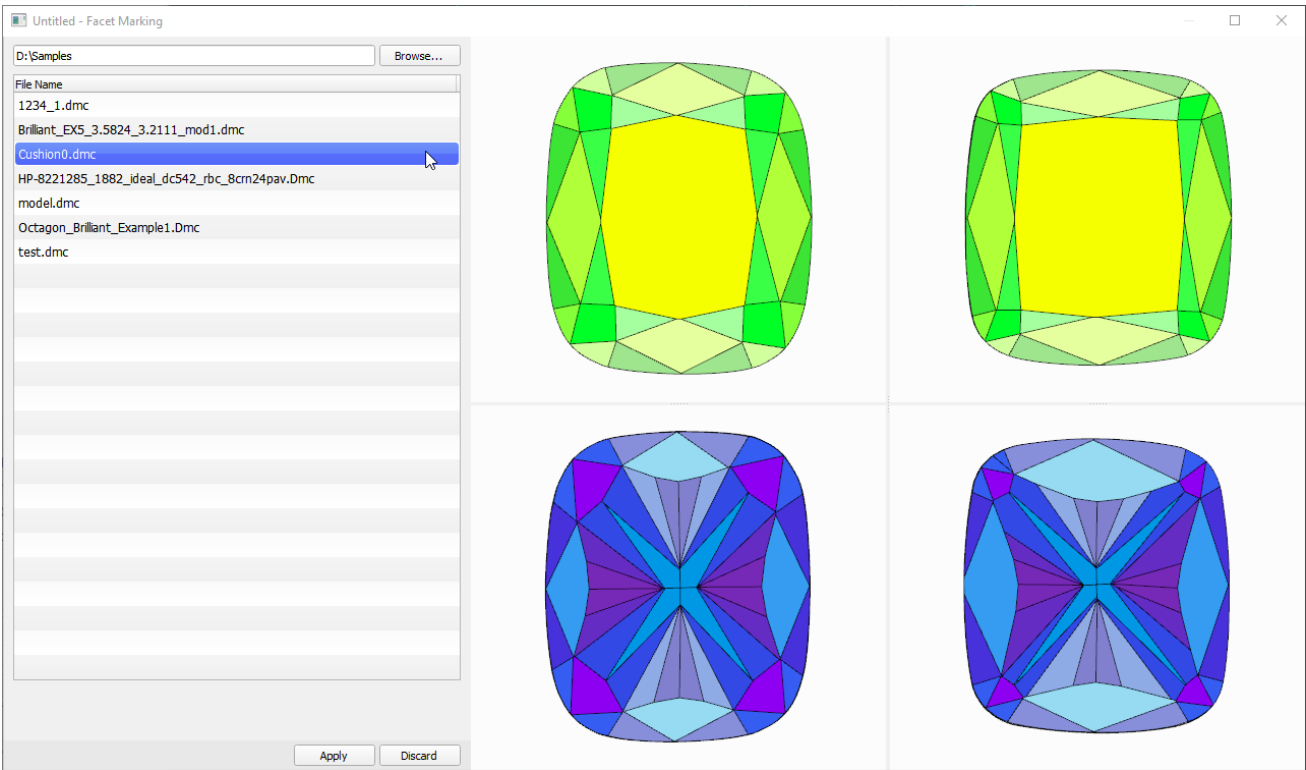 Untitled - Facet Marking
D:\Samples
Browse...
File Name
1234_1.dmc
Brilliant_EX5_3.5824_3.2111_mod1.dmc
Cushion0.dmc
HP-8221285_1882_ideal_dc542_rbc_8crn24pav.Dmc
model.dmc
Octagon_Brilliant_Example1.Dmc
test.dmc
Apply
Discard